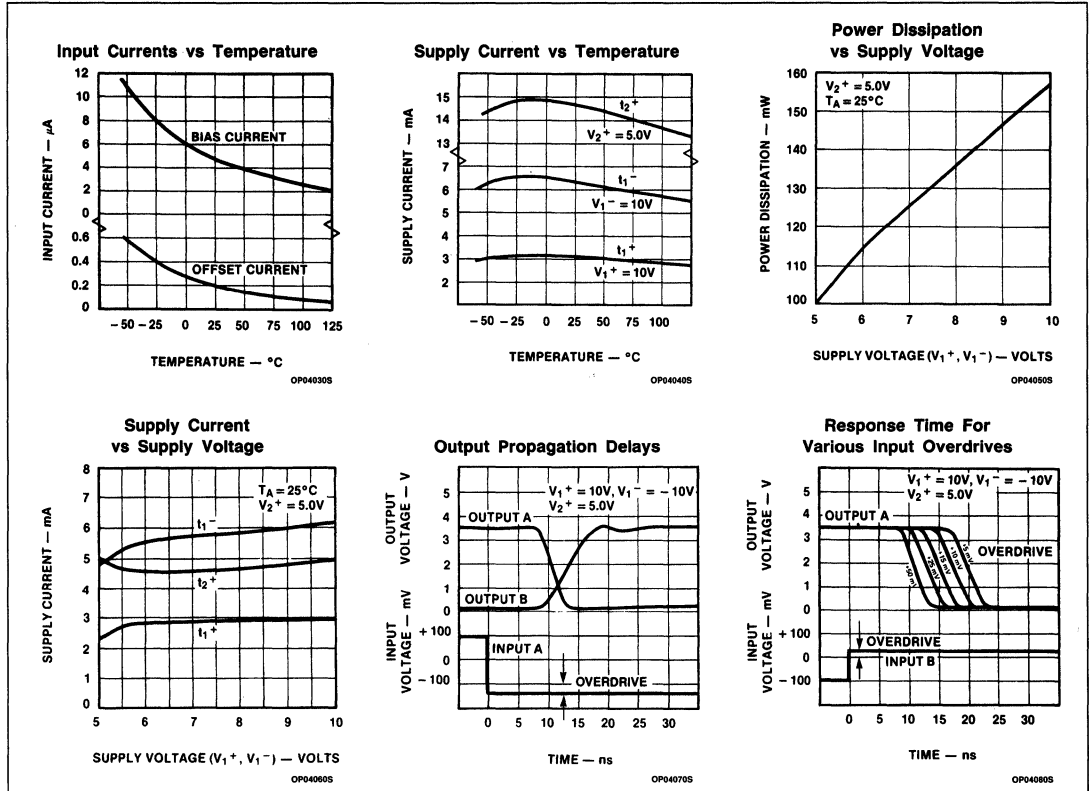 Input Currents vs Temperature
INPUT CURRENT — µA
12
10
8
6
4
2
0
0.6
0.4
0.2
0
BIAS CURRENT
OFFSET CURRENT
– 50 – 25 0 25 50 75 100 125
TEMPERATURE — °C
OP04030S
Supply Current vs Temperature
SUPPLY CURRENT — mA
15
14
13
7
6
5
4
3
2
t2+
V2+ = 5.0V
t1–
V1– = 10V
t1+
V1+ = 10V
– 50 – 25 0 25 50 75 100
TEMPERATURE — °C
OP04040S
Power Dissipation
vs Supply Voltage
POWER DISSIPATION — mW
160
150
140
130
120
110
100
V2+ = 5.0V
TA = 25°C
5 6 7 8 9 10
SUPPLY VOLTAGE (V1+, V1–) — VOLTS
OP04050S
Supply Current
vs Supply Voltage
SUPPLY CURRENT — mA
8
7
6
5
4
3
2
1
0
TA = 25°C
V2+ = 5.0V
t1–
t2+
t1+
5 6 7 8 9 10
SUPPLY VOLTAGE (V1+, V1–) — VOLTS
OP04060S
Output Propagation Delays
OUTPUT
VOLTAGE — V
5
4
3
2
1
0
V1+ = 10V, V1– = – 10V
V2+ = 5.0V
OUTPUT A
OUTPUT B
INPUT
VOLTAGE — mV
+ 100
0
– 100
INPUT A
OVERDRIVE
0 5 10 15 20 25 30
TIME — ns
OP04070S
Response Time For
Various Input Overdrives
OUTPUT
VOLTAGE — V
5
4
3
2
1
0
V1+ = 10V, V1– = – 10V
V2+ = 5.0V
OUTPUT A
+50 m
+25 mV
+15 mV
+10 mV
+5 mV
OVERDRIVE
INPUT
VOLTAGE — mV
+ 100
0
– 100
OVERDRIVE
INPUT B
0 5 10 15 20 25 30
TIME — ns
OP04080S